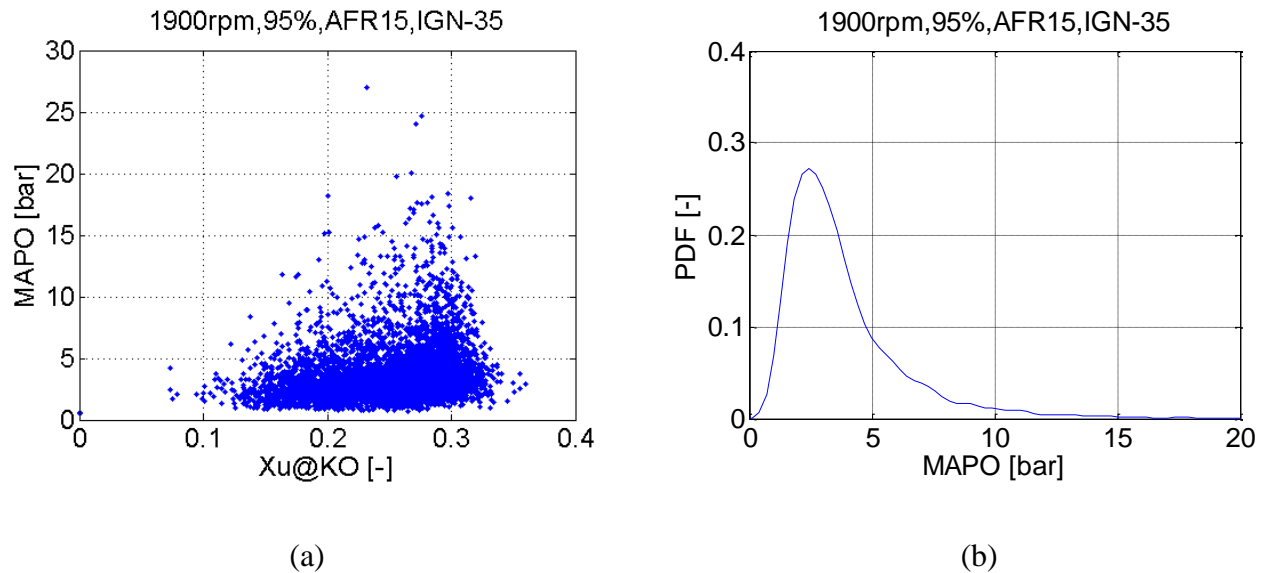 1900rpm,95%,AFR15,IGN-35
30
25
20
15
10
5
0
MAPO [bar]
0 0.1 0.2 0.3 0.4
Xu@KO [-]
(a)
1900rpm,95%,AFR15,IGN-35
0.4
0.3
0.2
0.1
0
PDF [-]
0 5 10 15 20
MAPO [bar]
(b)